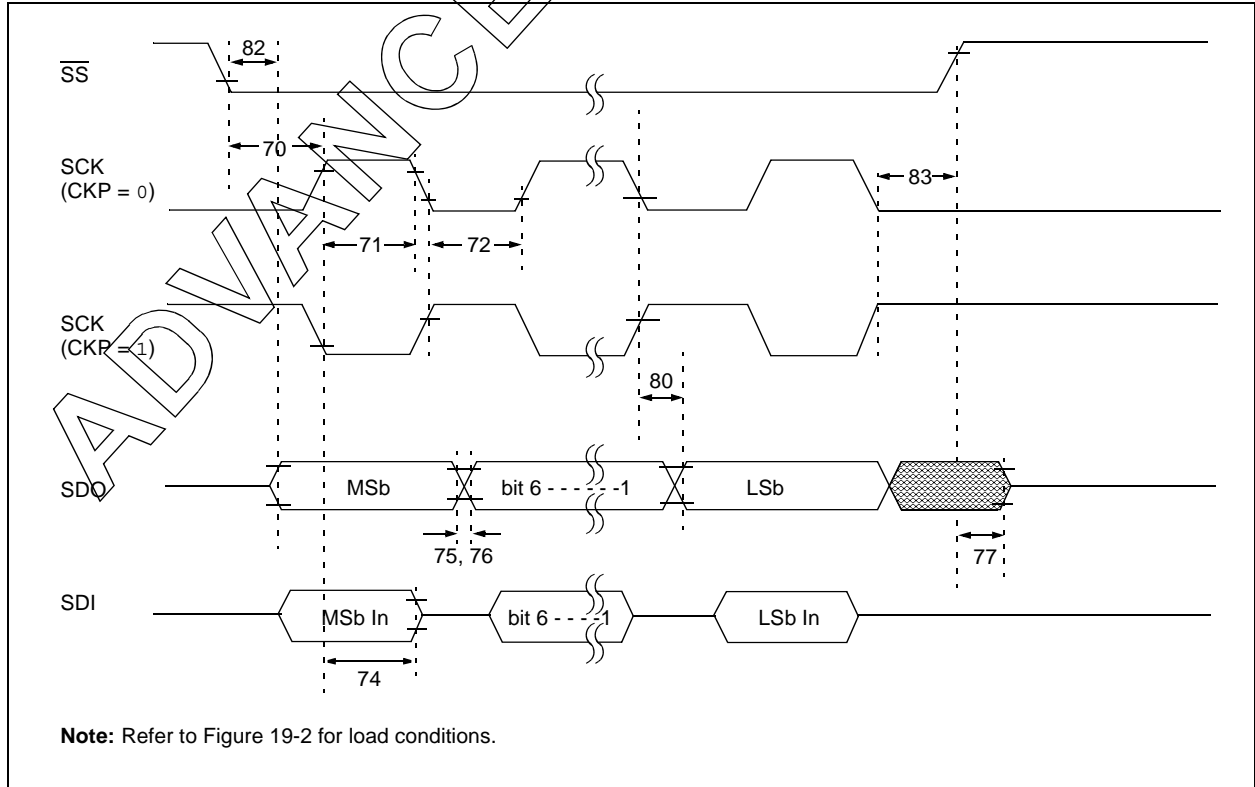 82
SS
70
SCK
(CKP = 0)
83
71
72
SCK
(CKP = 1)
80
SDO
MSb
bit 6 - - - - - -1
LSb
75, 76
77
SDI
MSb In
bit 6 - - - -1
LSb In
74
Note: Refer to Figure 19-2 for load conditions.